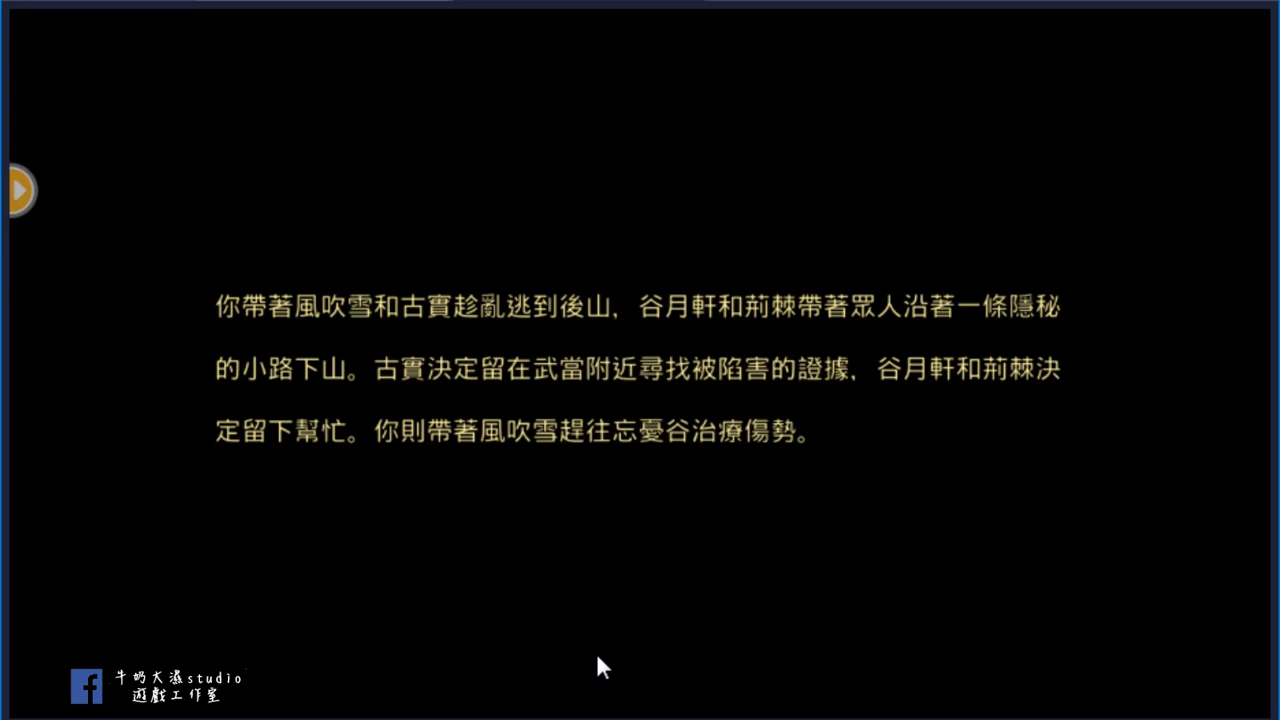 你帶著風吹雪和古實趁亂逃到後山，谷月軒和荊棘帶著眾人沿著一條隱秘
的小路下山。古實決定留在武當附近尋找被陷害的證據，谷月軒和荊棘決
定留下幫忙。你則帶著風吹雪趕往忘憂谷治療傷勢。
牛奶大濕studio
遊戲工作室